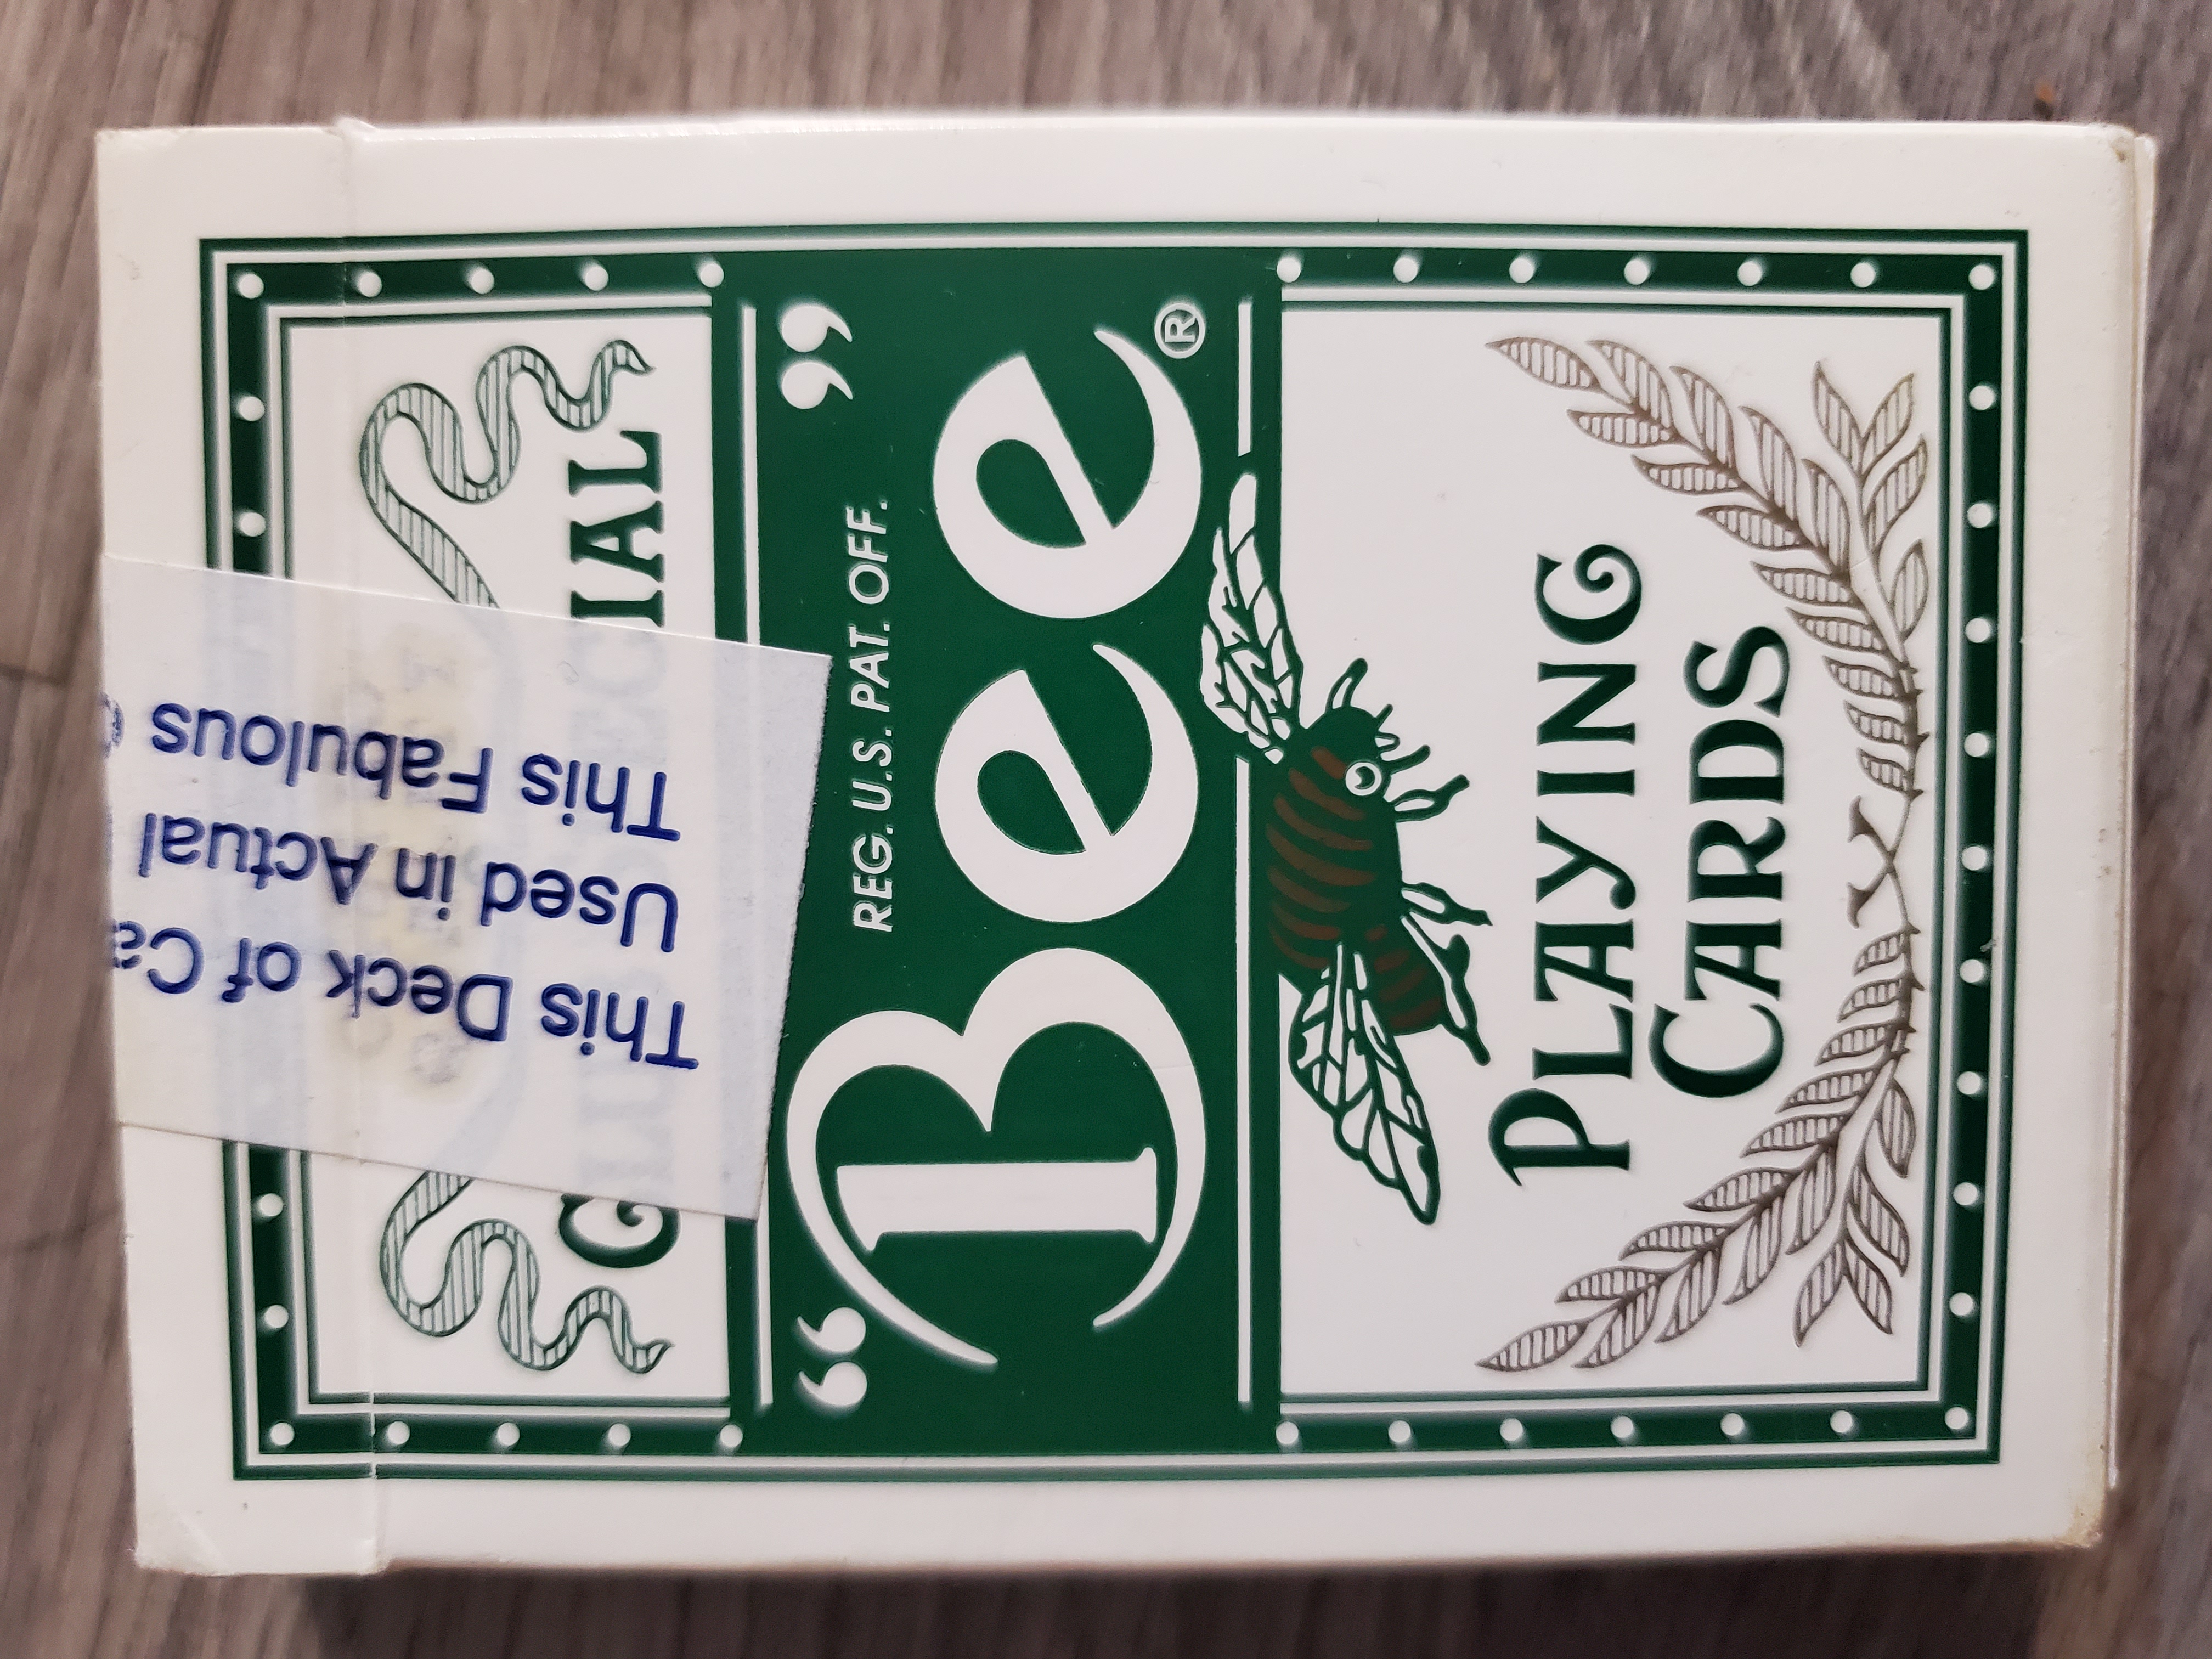 This Deck of Ca
Used in Actual
This Fabulous
REG. U.S. PAT. OFF.
“Bee”®
PLAYING
CARDS